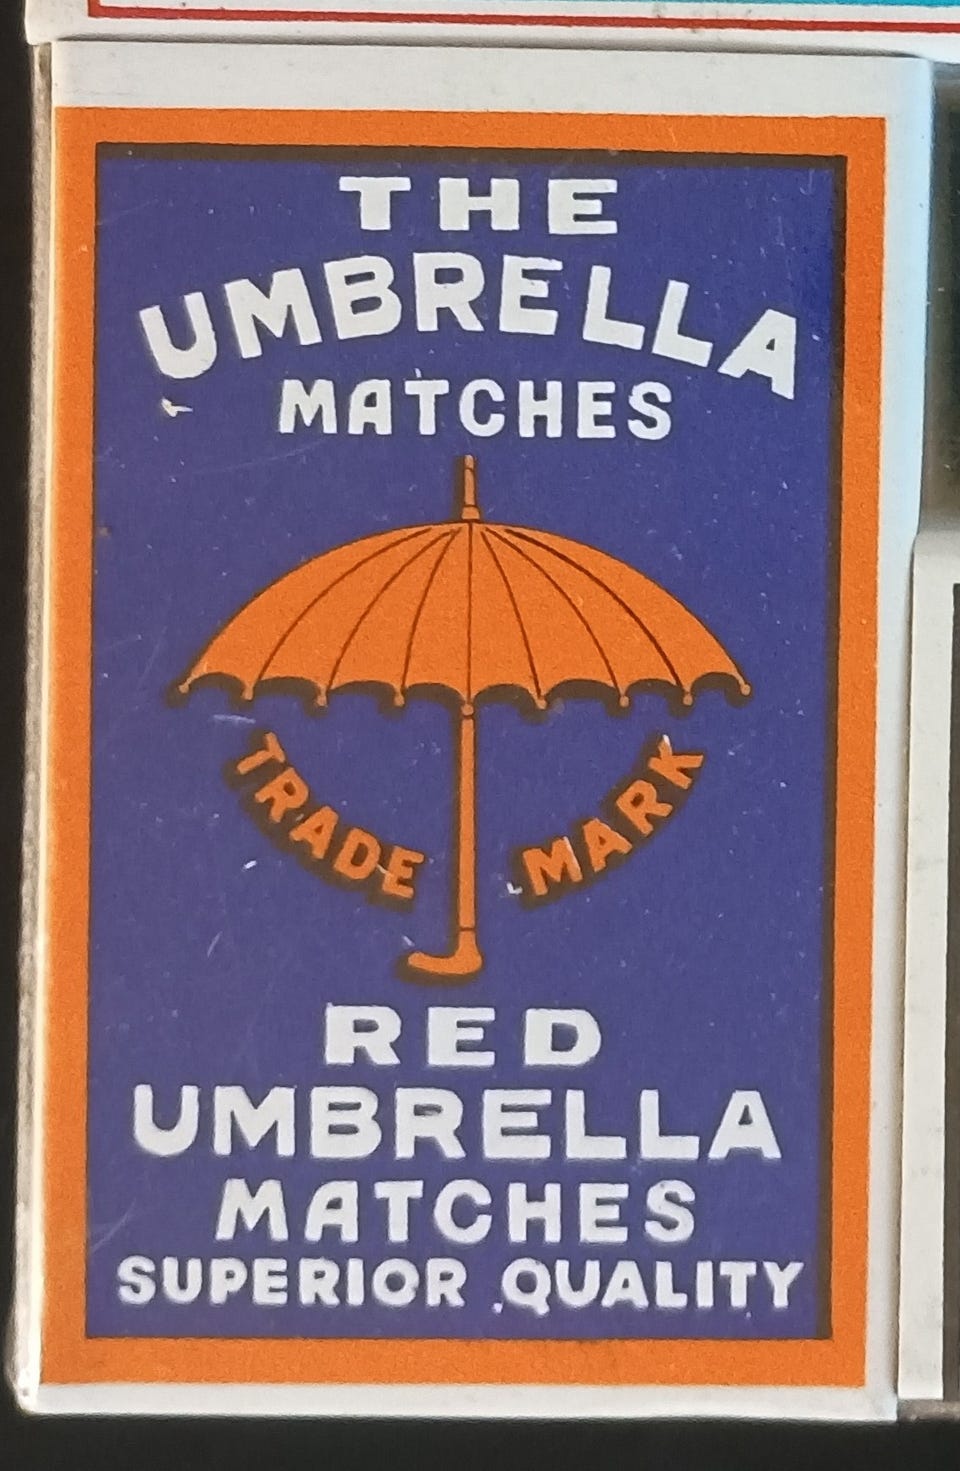 THE
UMBRELLA
MATCHES
TRADE MARK
RED
UMBRELLA
MATCHES
SUPERIOR QUALITY